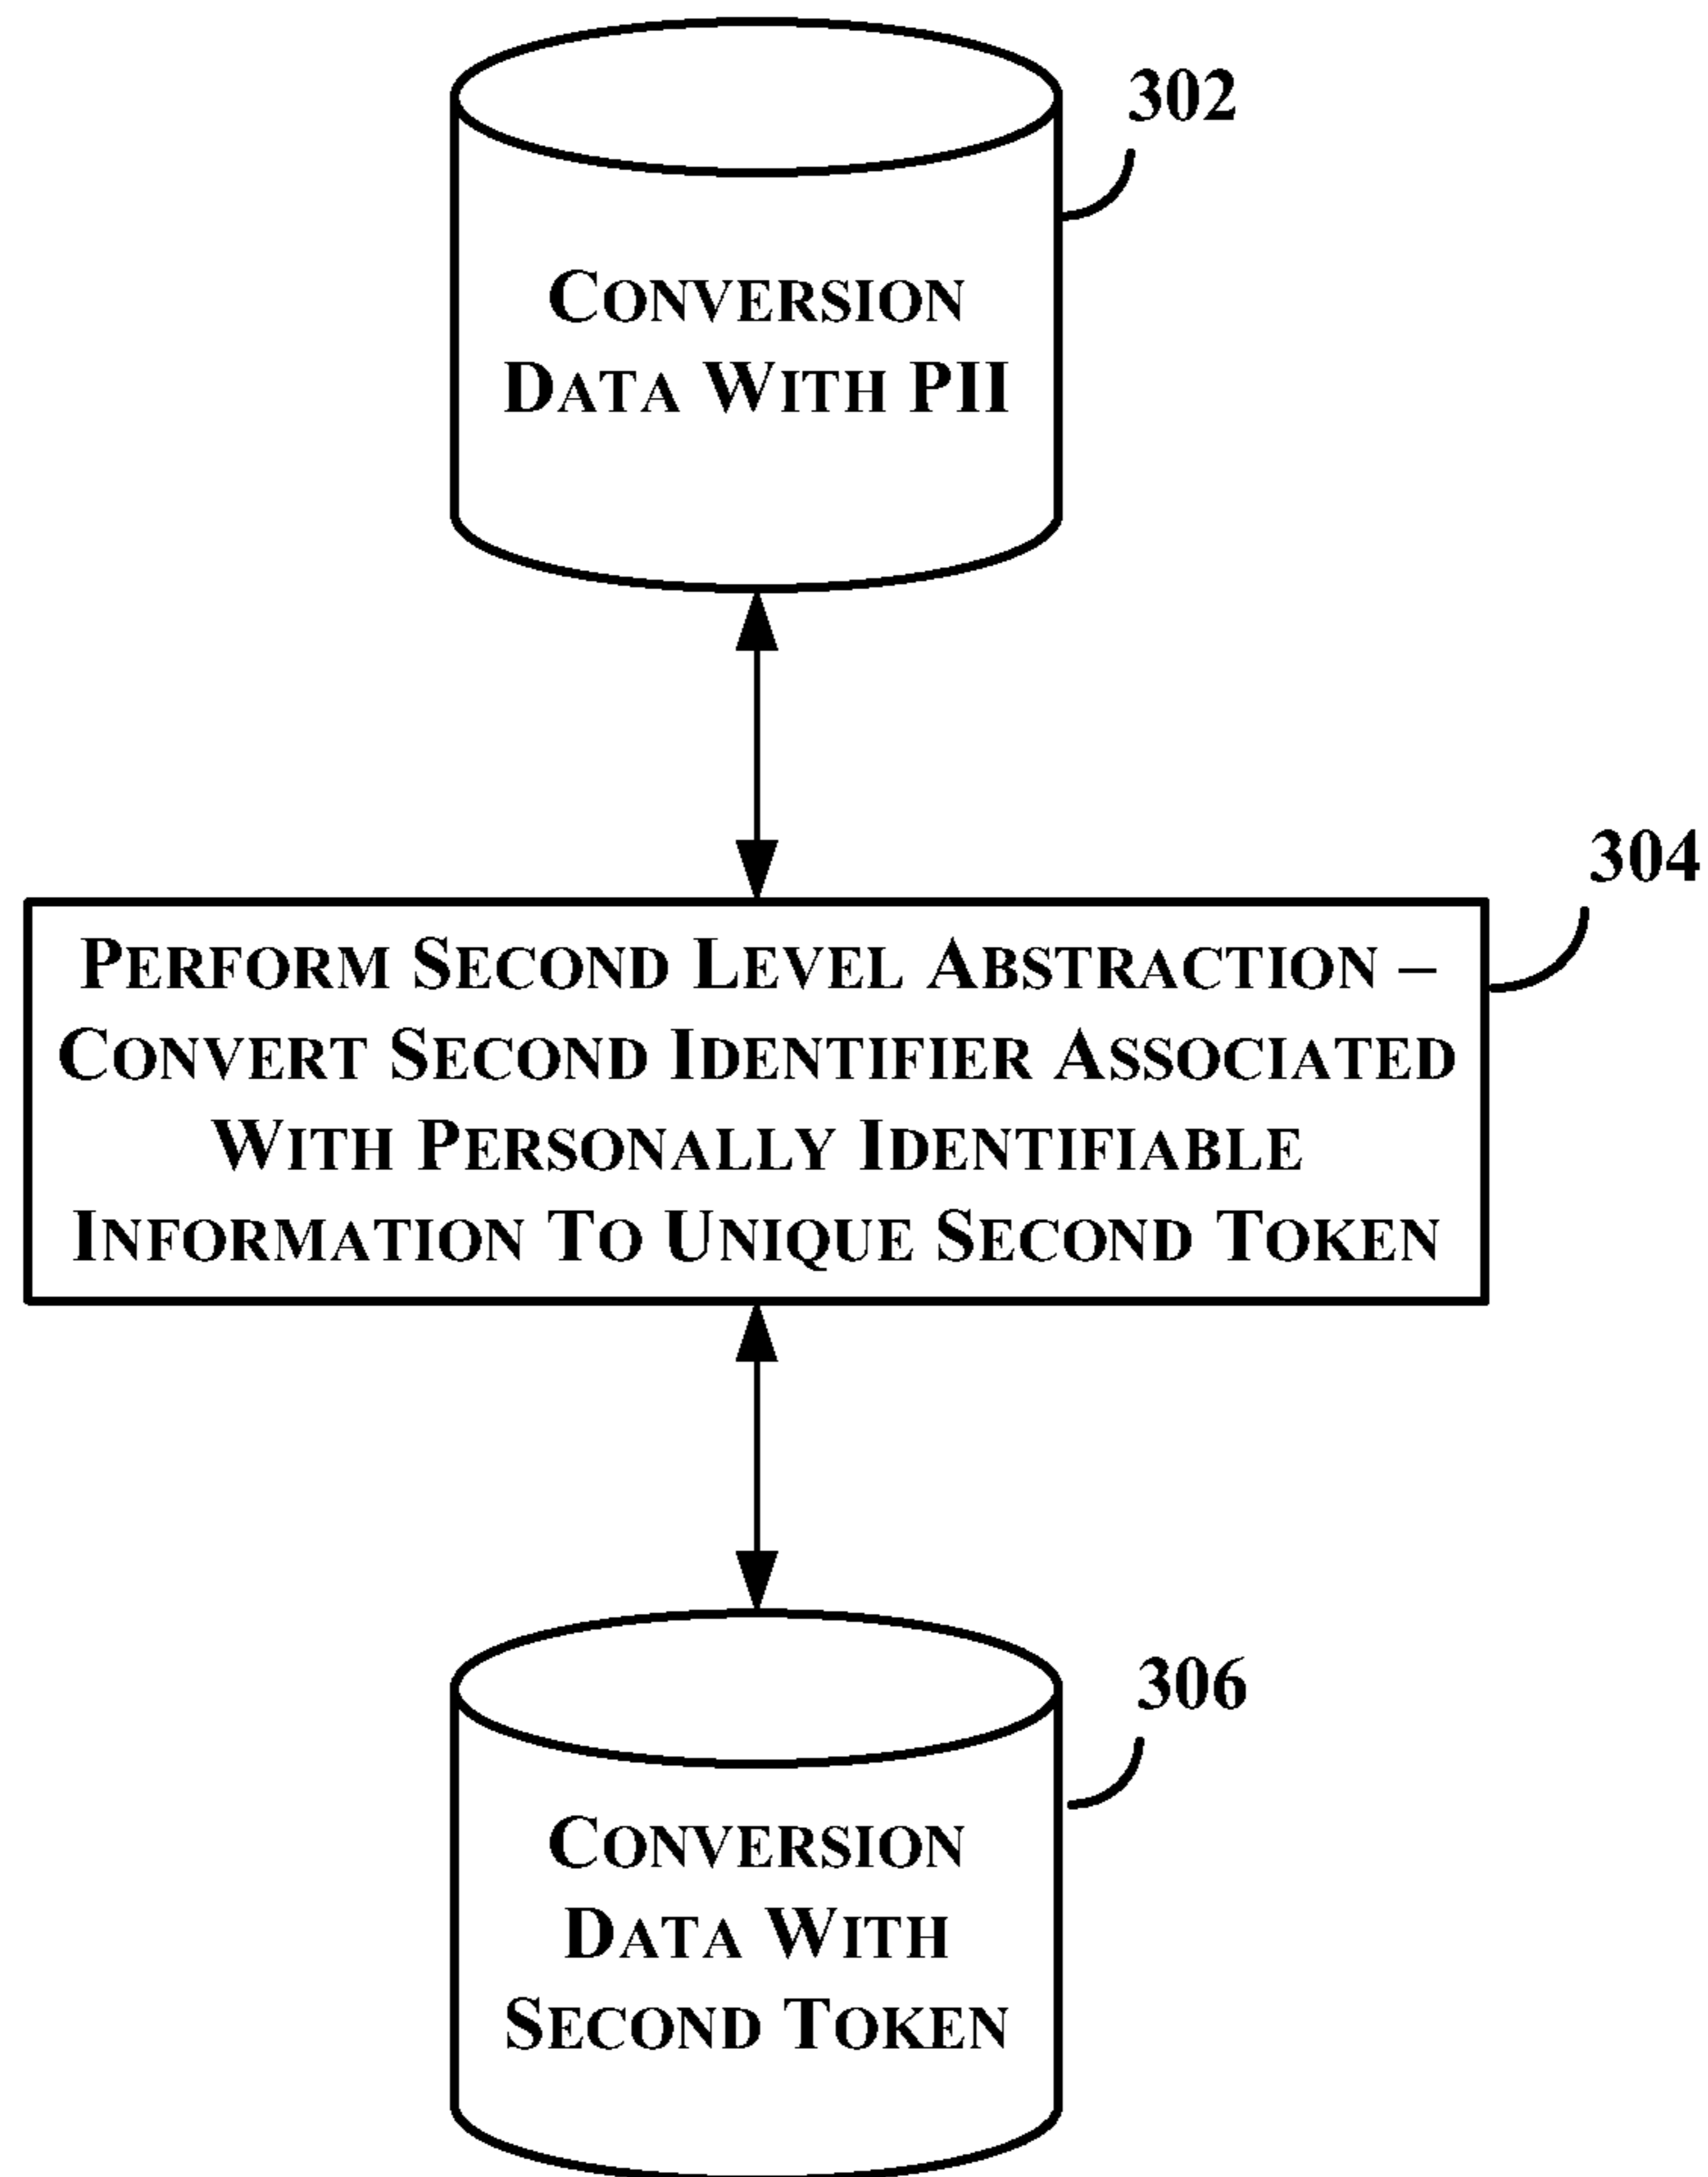 302
CONVERSION
DATA WITH PII
304
PERFORM SECOND LEVEL ABSTRACTION –
CONVERT SECOND IDENTIFIER ASSOCIATED
WITH PERSONALLY IDENTIFIABLE
INFORMATION TO UNIQUE SECOND TOKEN
306
CONVERSION
DATA WITH
SECOND TOKEN